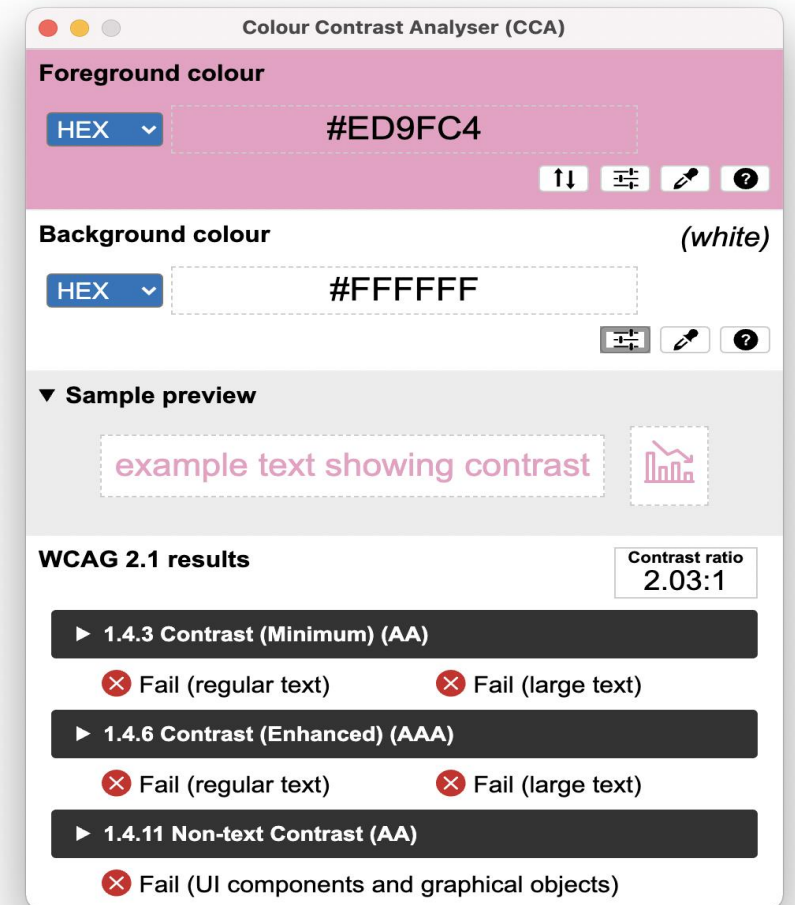 Colour Contrast Analyser (CCA)
Foreground colour
HEX #ED9FC4
Background colour (white)
HEX #FFFFFF
▼ Sample preview
example text showing contrast
WCAG 2.1 results
Contrast ratio
2.03:1
▶ 1.4.3 Contrast (Minimum) (AA)
Fail (regular text) Fail (large text)
▶ 1.4.6 Contrast (Enhanced) (AAA)
Fail (regular text) Fail (large text)
▶ 1.4.11 Non-text Contrast (AA)
Fail (UI components and graphical objects)